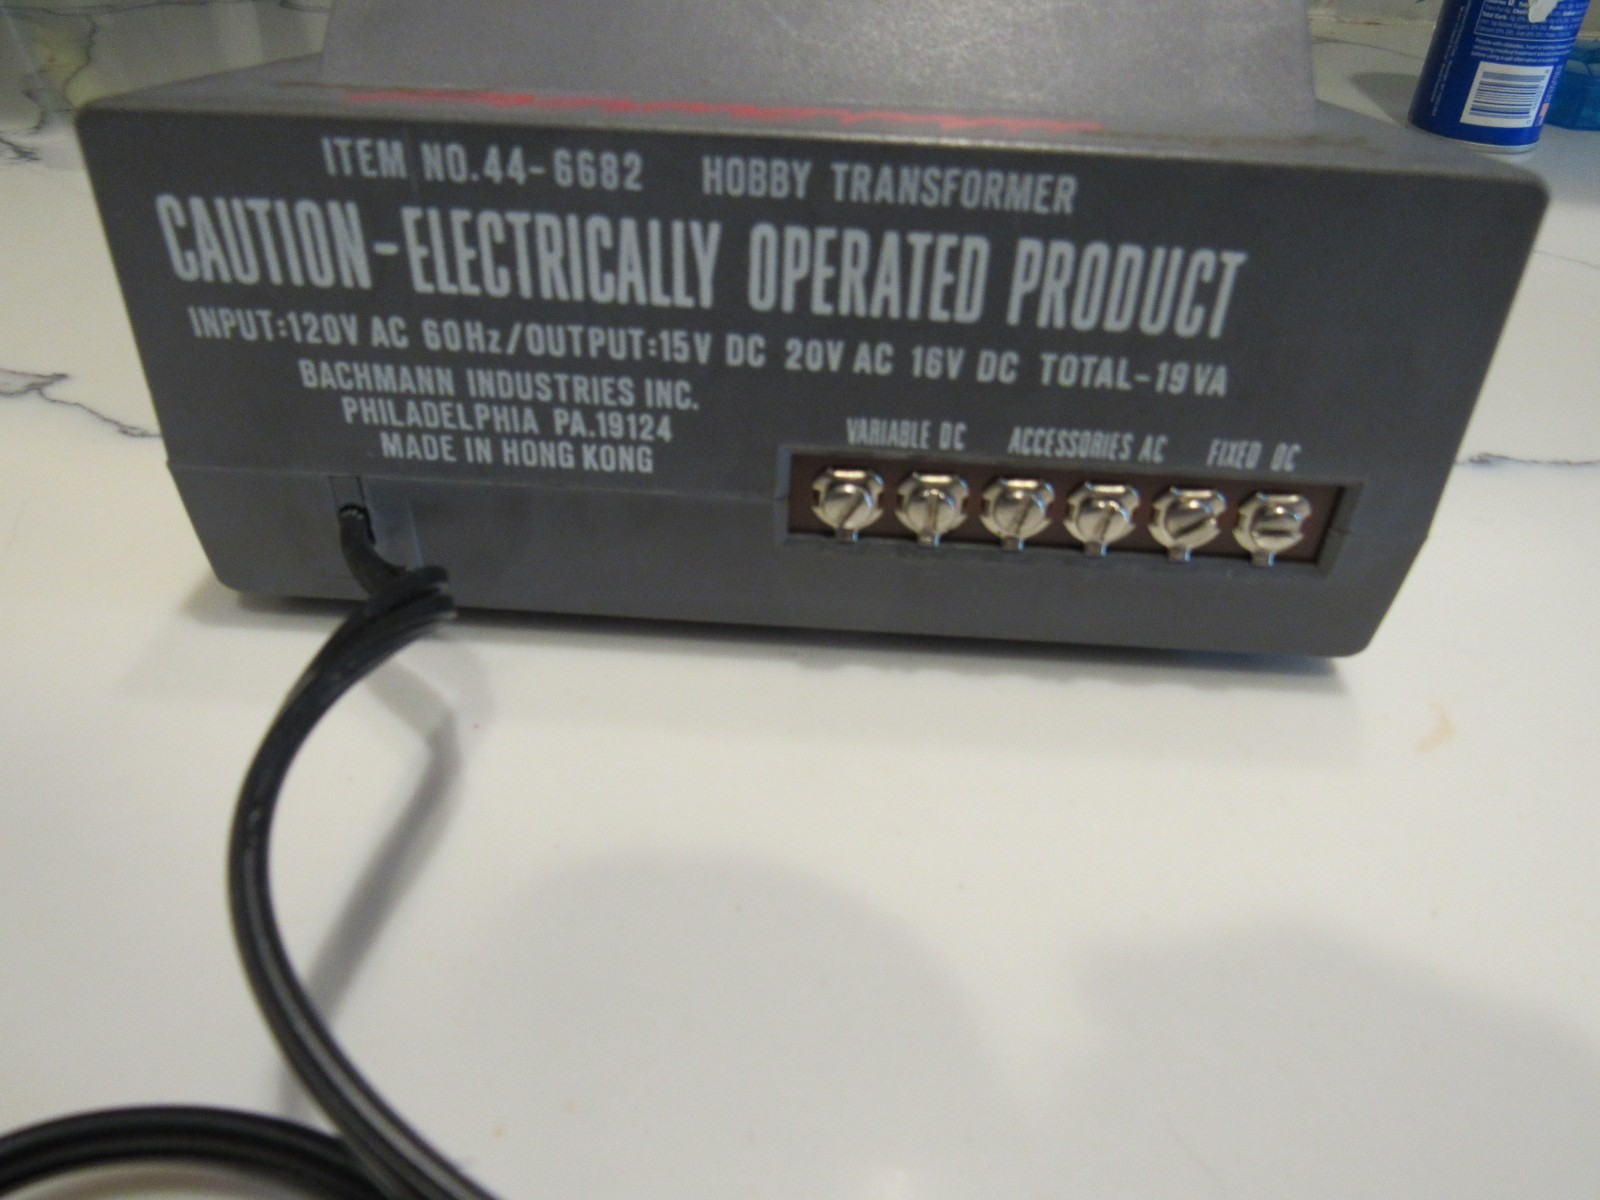 ITEM NO.44-6682 HOBBY TRANSFORMER
CAUTION-ELECTRICALLY OPERATED PRODUCT
INPUT:120V AC 60Hz/OUTPUT:15V DC 20V AC 16V DC TOTAL-19VA
BACHMANN INDUSTRIES INC.
PHILADELPHIA PA.19124
MADE IN HONG KONG
VARIABLE DC ACCESSORIES AC FIXED DC